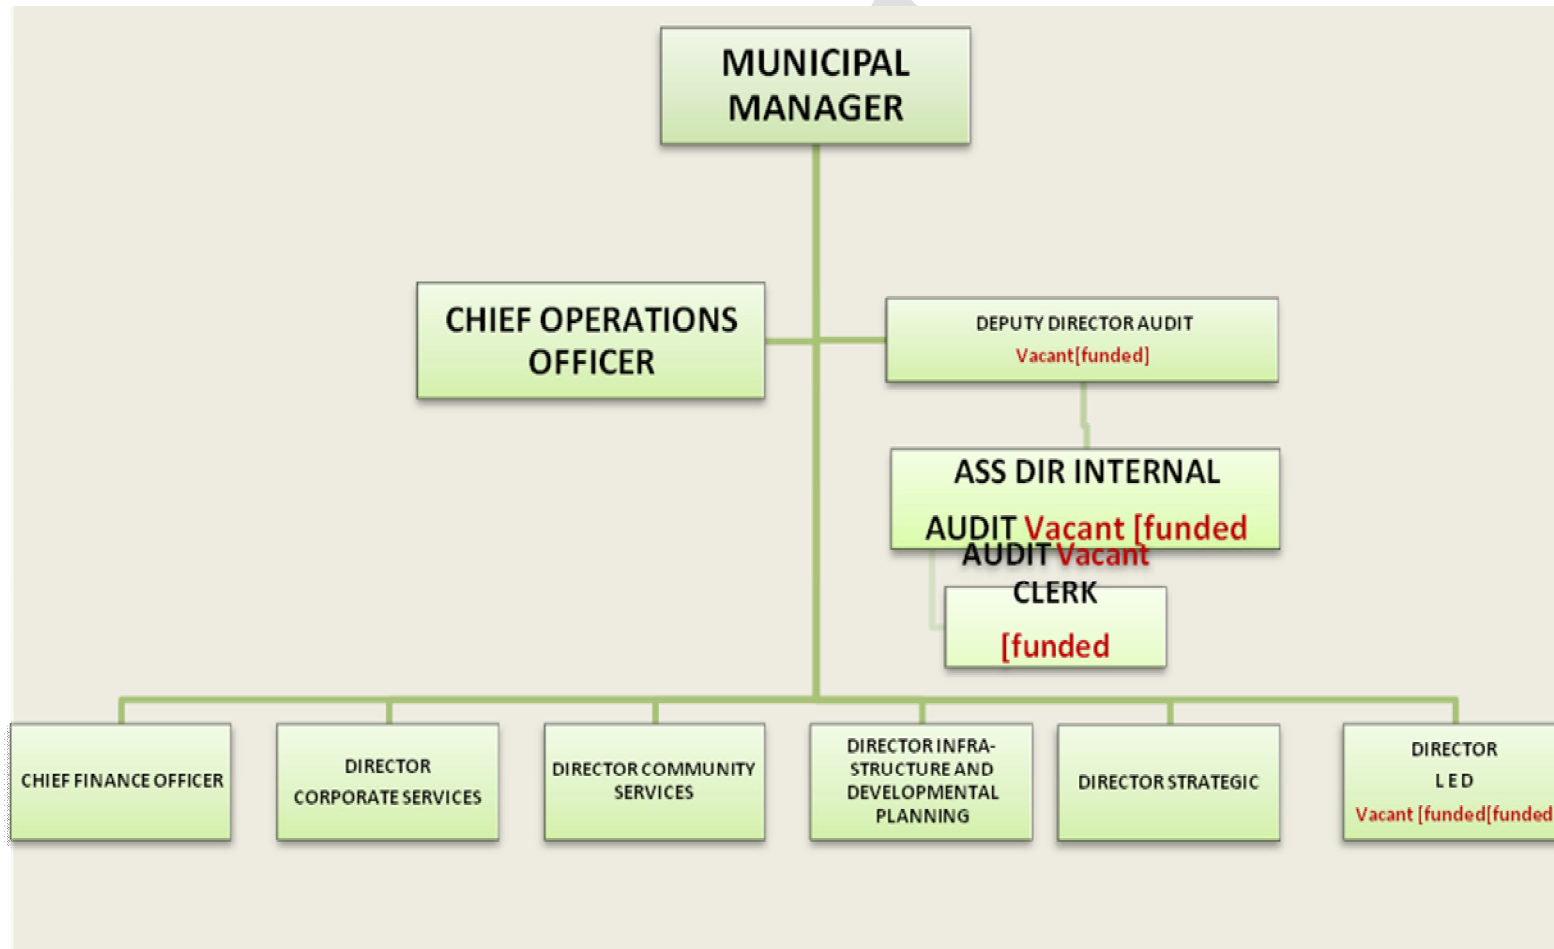 MUNICIPAL
MANAGER
CHIEF OPERATIONS
OFFICER
DEPUTY DIRECTOR AUDIT
Vacant[funded]
ASS DIR INTERNAL
AUDIT Vacant [funded
AUDIT Vacant
CLERK
[funded
CHIEF FINANCE OFFICER
DIRECTOR
CORPORATE SERVICES
DIRECTOR COMMUNITY
SERVICES
DIRECTOR INFRA-
STRUCTURE AND
DEVELOPMENTAL
PLANNING
DIRECTOR STRATEGIC
DIRECTOR
L E D
Vacant [funded[funded